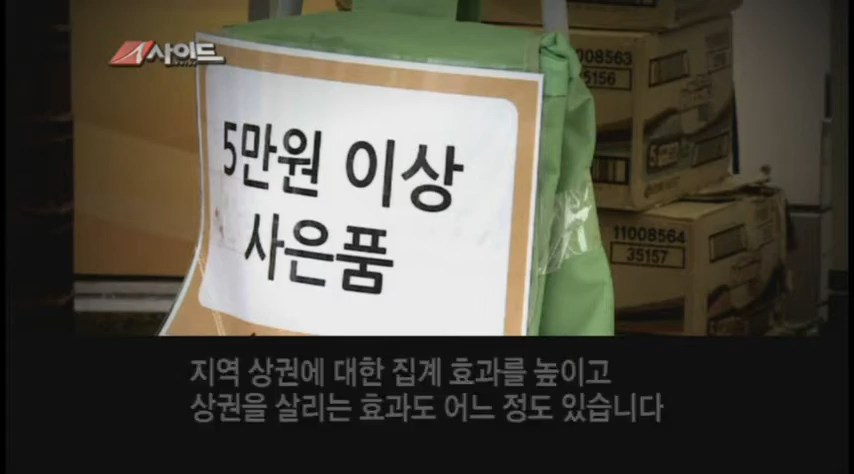 사이드
5만원 이상
사은품
11008563
35156
11008564
35157
지역 상권에 대한 집계 효과를 높이고
상권을 살리는 효과도 어느 정도 있습니다